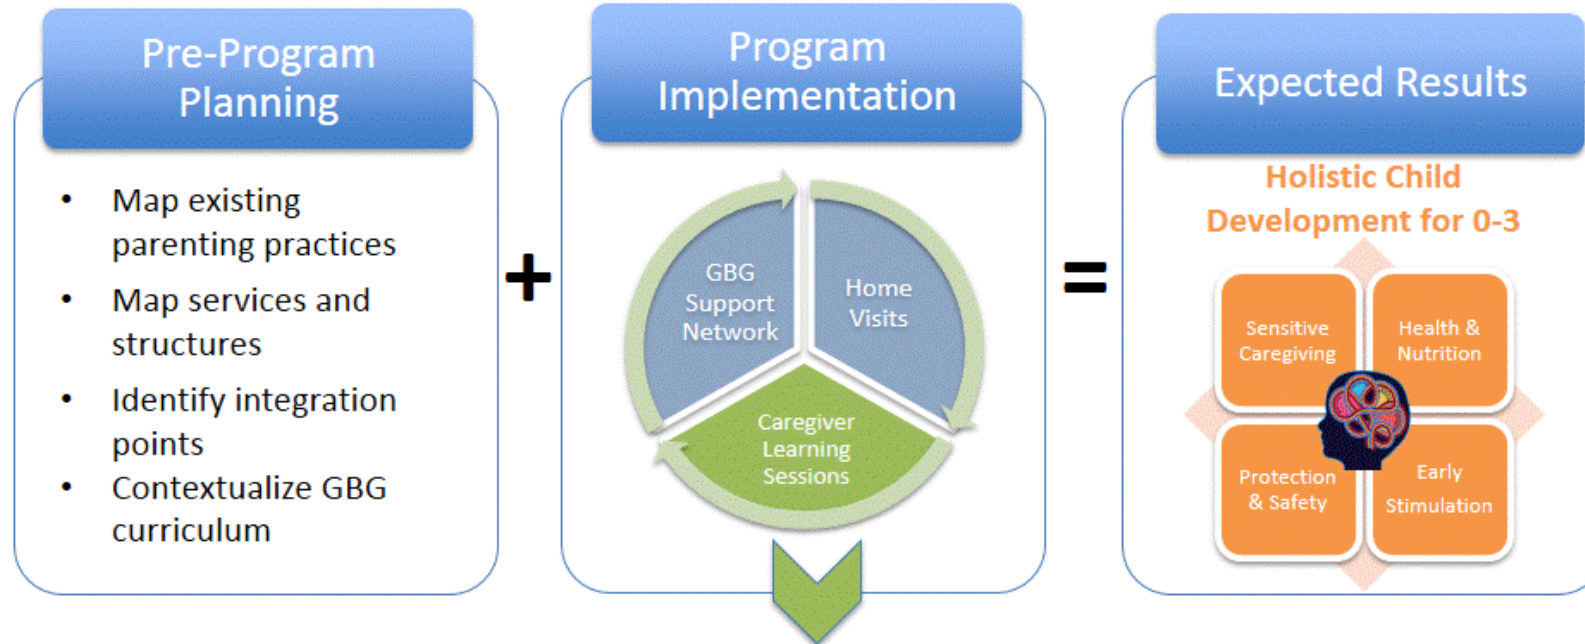 Pre-Program
Planning
• Map existing
parenting practices
• Map services and
structures
• Identify integration
points
• Contextualize GBG
curriculum
+
Program
Implementation
GBG
Support
Network
Home
Visits
Caregiver
Learning
Sessions
=
Expected Results
Holistic Child
Development for 0-3
Sensitive
Caregiving
Health &
Nutrition
Protection
& Safety
Early
Stimulation